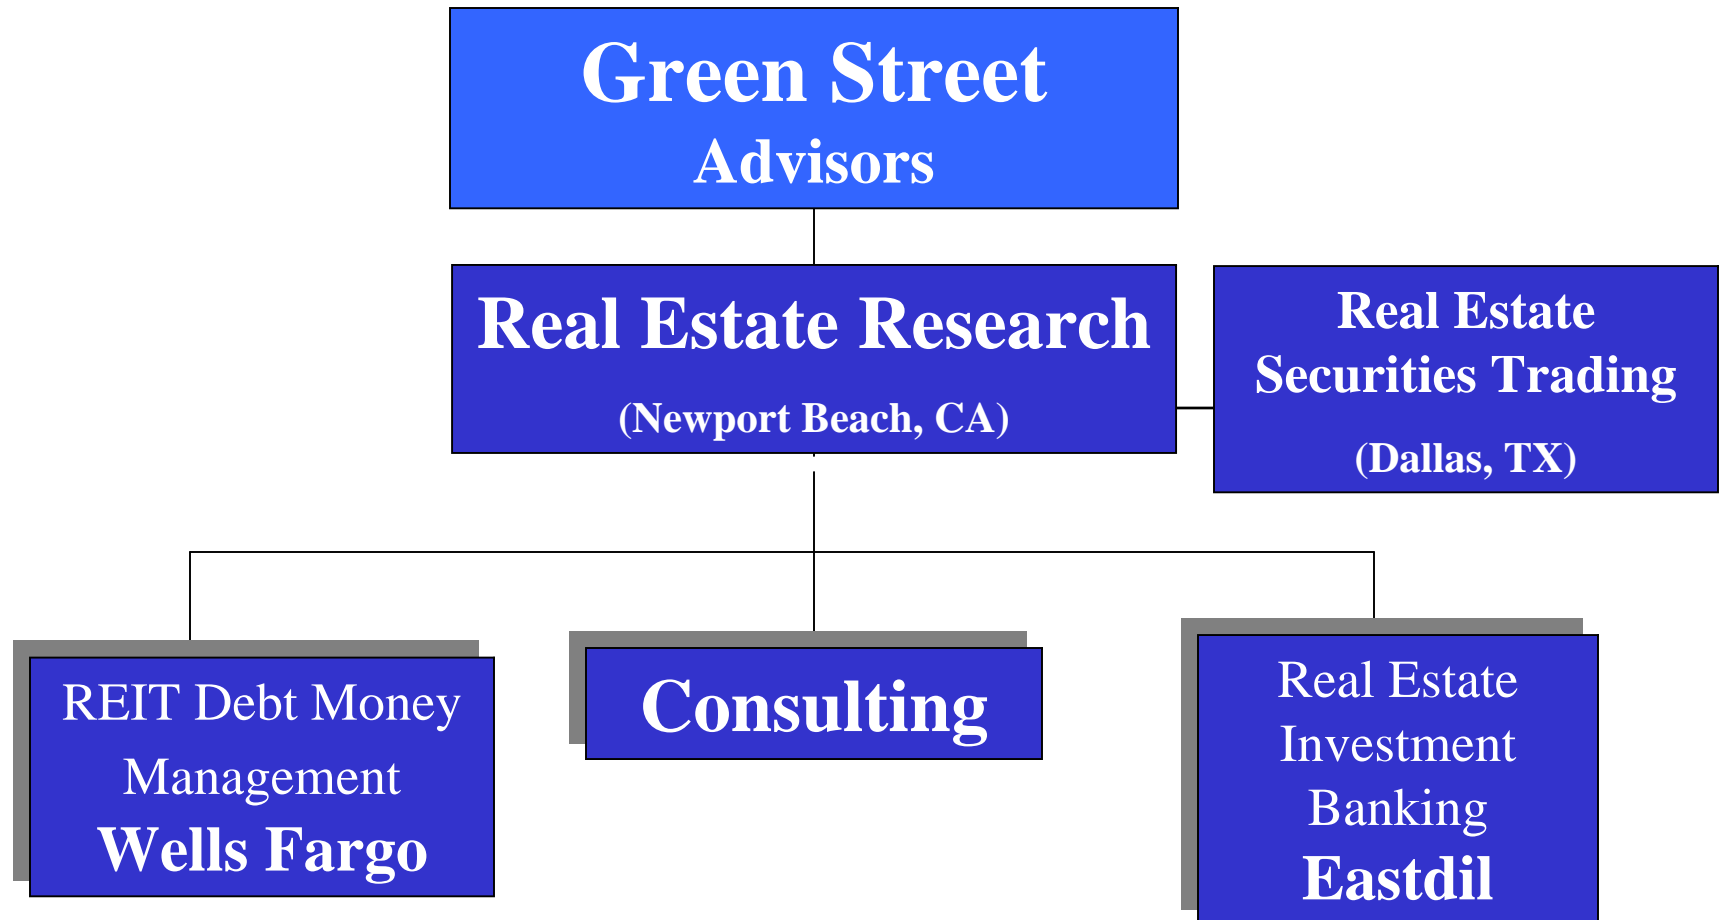 Green Street
Advisors
Real Estate Research
(Newport Beach, CA)
Real Estate
Securities Trading
(Dallas, TX)
REIT Debt Money
Management
Wells Fargo
Consulting
Real Estate
Investment
Banking
Eastdil